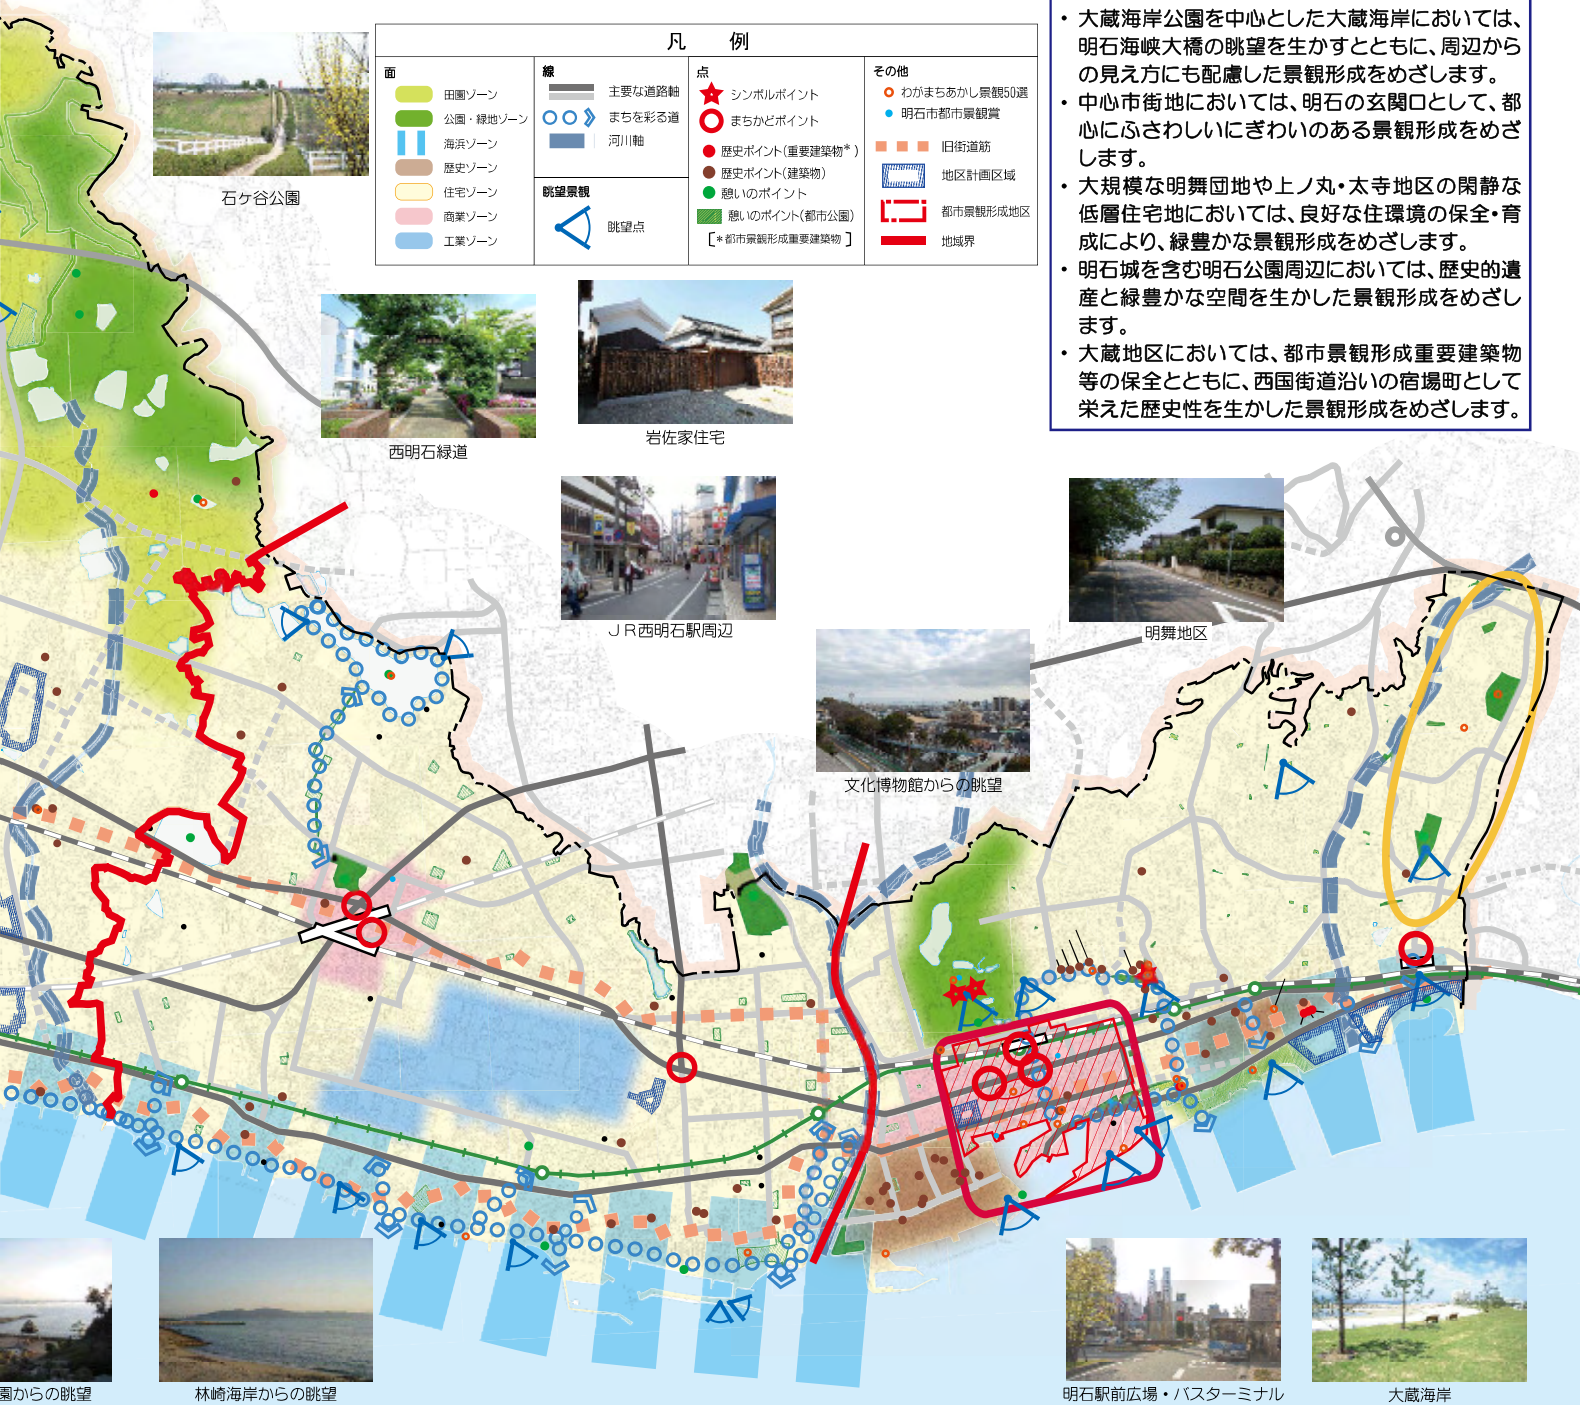 ・大蔵海岸公園を中心とした大蔵海岸においては、
明石海峡大橋の眺望を生かすとともに、周辺から
の見え方にも配慮した景観形成をめざします。
・中心市街地においては、明石の玄関口として、都
心にふさわしいにぎわいのある景観形成をめざ
します。
・大規模な明舞団地や上ノ丸・太寺地区の閑静な
低層住宅地においては、良好な住環境の保全・育
成により、緑豊かな景観形成をめざします。
・明石城を含む明石公園周辺においては、歴史的遺
産と緑豊かな空間を生かした景観形成をめざし
ます。
・大蔵地区においては、都市景観形成重要建築物
等の保全とともに、西国街道沿いの宿場町として
栄えた歴史性を生かした景観形成をめざします。
凡 例
面
田園ゾーン
公園・緑地ゾーン
海浜ゾーン
歴史ゾーン
住宅ゾーン
商業ゾーン
工業ゾーン
線
主要な道路軸
まちを彩る道
河川軸
眺望景観
眺望点
点
シンボルポイント
まちかどポイント
歴史ポイント(重要建築物*)
歴史ポイント(建築物)
憩いのポイント
憩いのポイント(都市公園)
[*都市景観形成重要建築物]
その他
わがまちあかし景観50選
明石市都市景観賞
旧街道筋
地区計画区域
都市景観形成地区
地域界
石ヶ谷公園
西明石緑道
岩佐家住宅
JR西明石駅周辺
明舞地区
文化博物館からの眺望
園からの眺望
林崎海岸からの眺望
明石駅前広場・バスターミナル
大蔵海岸